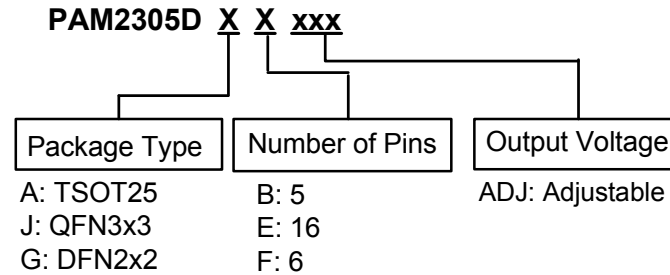 PAM2305D X X xxx
Package Type
Number of Pins
Output Voltage
A: TSOT25
J: QFN3x3
G: DFN2x2
B: 5
E: 16
F: 6
ADJ: Adjustable